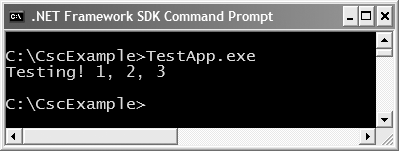 .NET Framework SDK Command Prompt
C:\CscExample>TestApp.exe
Testing! 1, 2, 3
C:\CscExample>